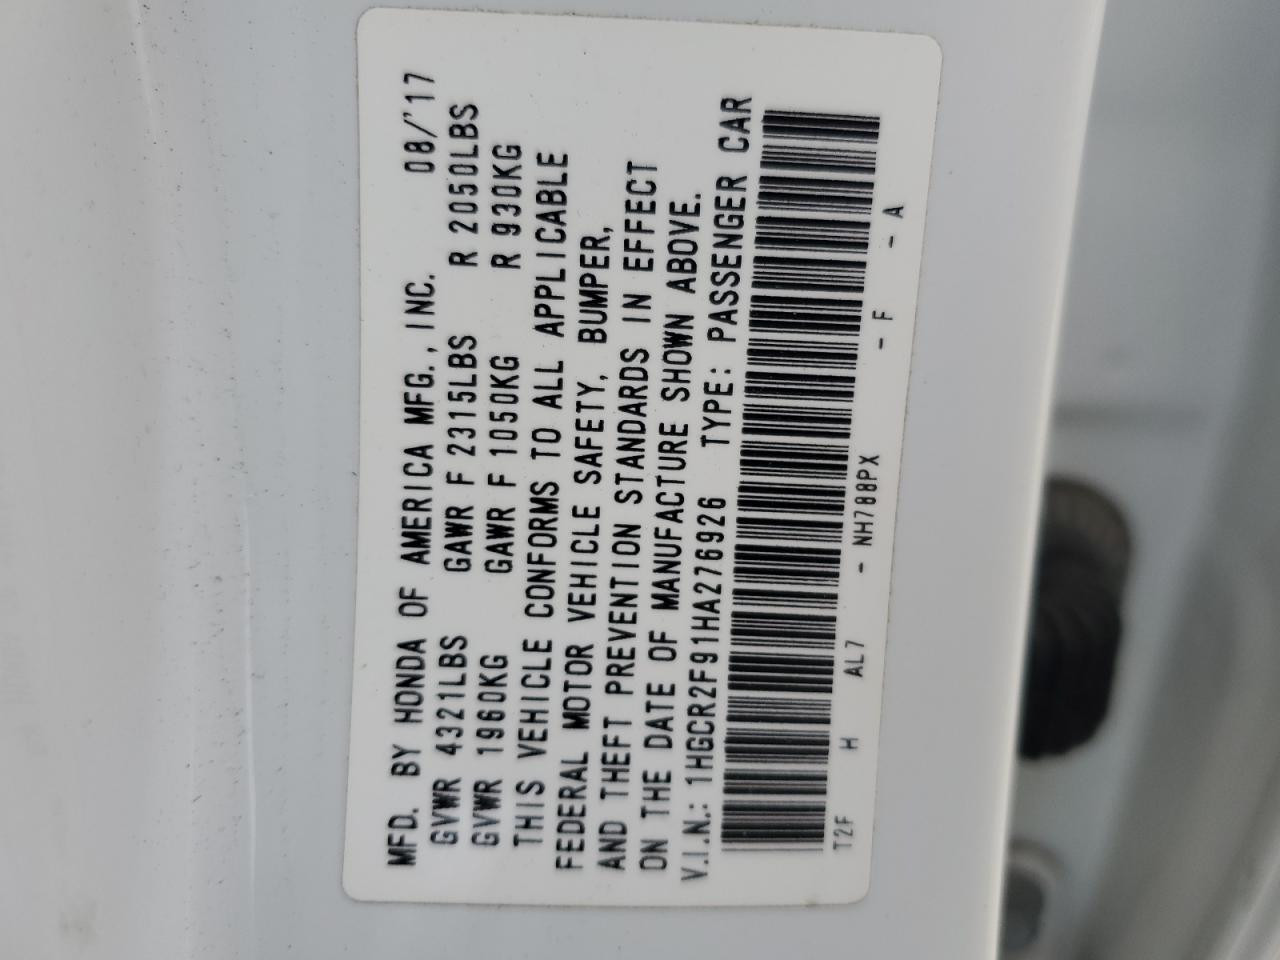 MFD. BY HONDA OF AMERICA MFG., INC. 08/'17
GVWR 4321LBS GAWR F 2315LBS R 2050LBS
GVWR 1960KG GAWR F 1050KG R 930KG
THIS VEHICLE CONFORMS TO ALL APPLICABLE
FEDERAL MOTOR VEHICLE SAFETY, BUMPER,
AND THEFT PREVENTION STANDARDS IN EFFECT
ON THE DATE OF MANUFACTURE SHOWN ABOVE.
V.I.N.: 1HGCR2F91HA276926 TYPE: PASSENGER CAR
T2F H AL7 - NH788PX - F - A